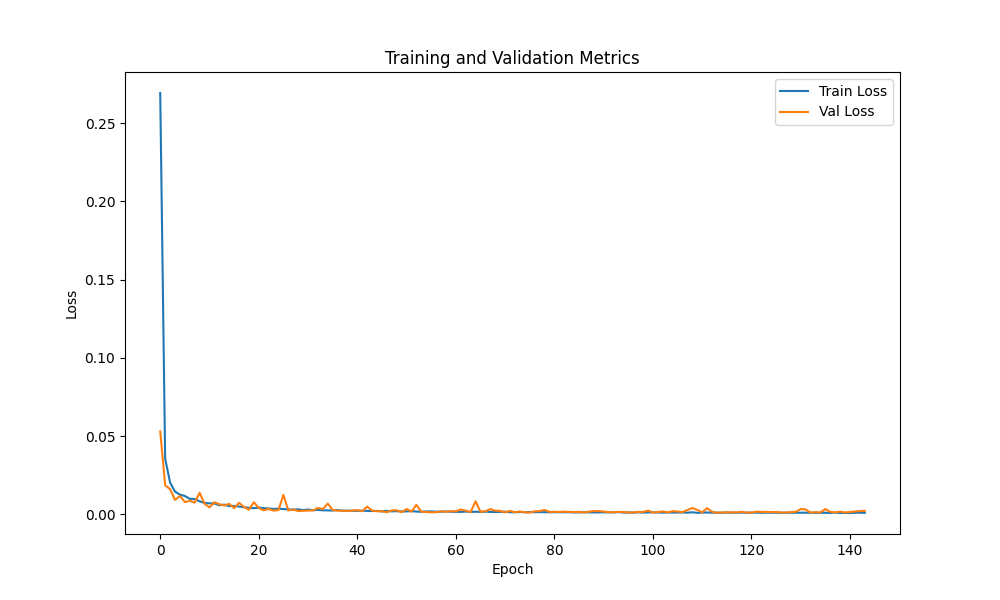 Training and Validation Metrics
Train Loss
Val Loss
Loss
0.25
0.20
0.15
0.10
0.05
0.00
0 20 40 60 80 100 120 140
Epoch